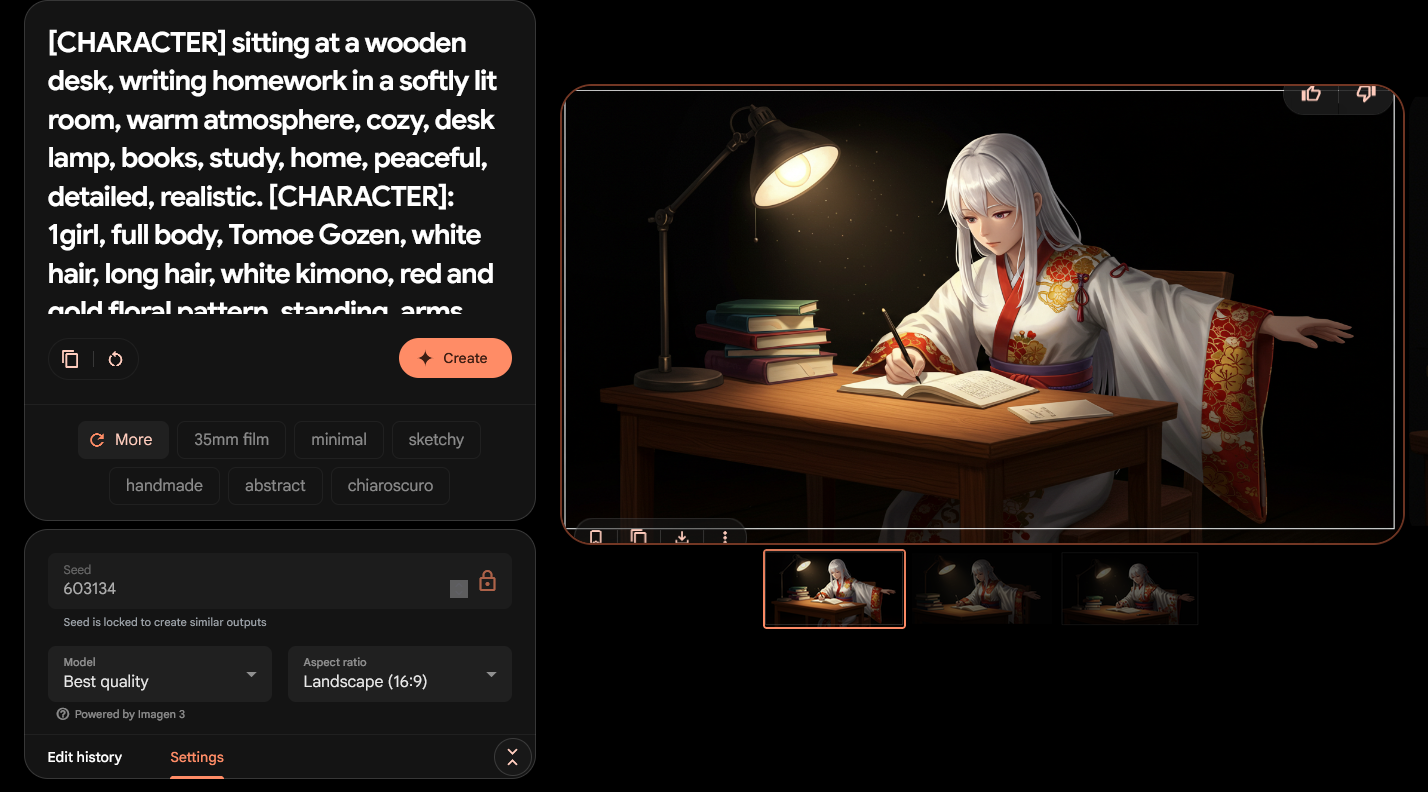 [CHARACTER] sitting at a wooden
desk, writing homework in a softly lit
room, warm atmosphere, cozy, desk
lamp, books, study, home, peaceful,
detailed, realistic. [CHARACTER]:
1girl, full body, Tomoe Gozen, white
hair, long hair, white kimono, red and
gold floral pattern, standing, arms
Create
More
35mm film
minimal
sketchy
handmade
abstract
chiaroscuro
Seed
603134
Seed is locked to create similar outputs
Model
Best quality
Aspect ratio
Landscape (16:9)
Powered by Imagen 3
Edit history
Settings